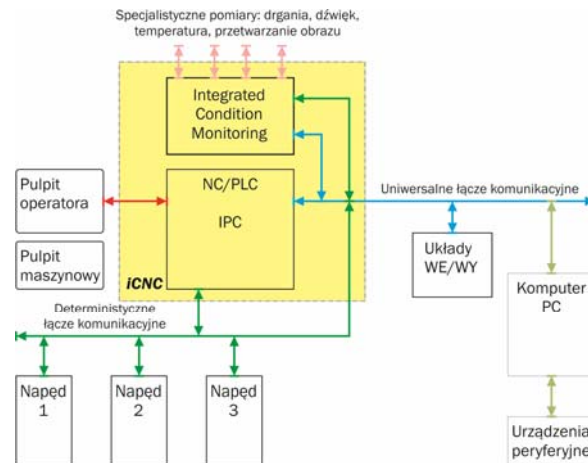 Specjalistyczne pomiary: drgania, dźwięk,
temperatura, przetwarzanie obrazu
Integrated
Condition
Monitoring
NC/PLC
IPC
iCNC
Pulpit
operatora
Pulpit
maszynowy
Uniwersalne łącze komunikacyjne
Układy
WE/WY
Komputer
PC
Deterministyczne
łącze komunikacyjne
Napęd
1
Napęd
2
Napęd
3
Urządzenia
peryferyjne